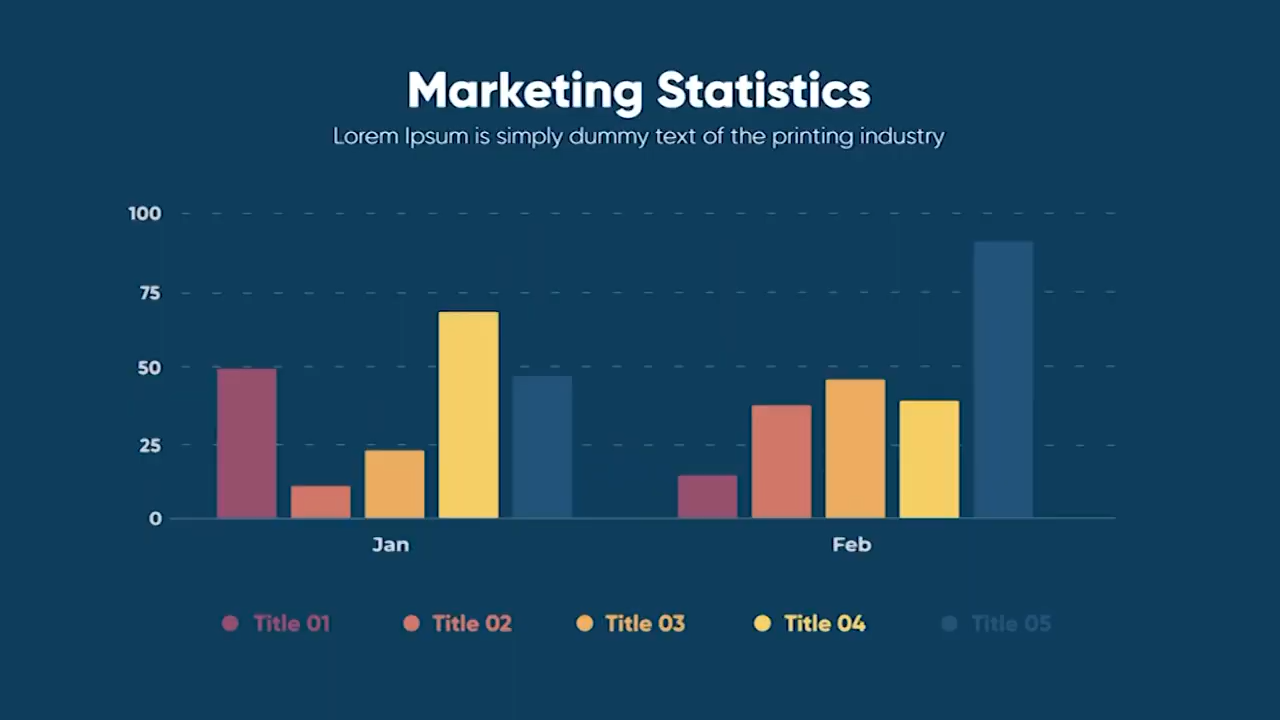 Marketing Statistics
Lorem Ipsum is simply dummy text of the printing industry
100
75
50
25
0
Jan
Feb
Title 01
Title 02
Title 03
Title 04
Title 05